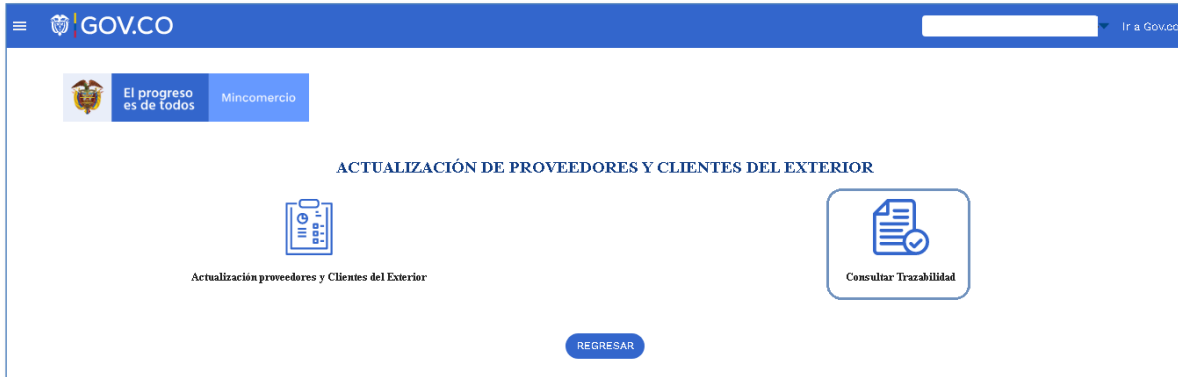 GOV.CO
Ir a Gov.co
El progreso
es de todos
Mincomercio
ACTUALIZACIÓN DE PROVEEDORES Y CLIENTES DEL EXTERIOR
Actualización proveedores y Clientes del Exterior
Consultar Trazabilidad
REGRESAR